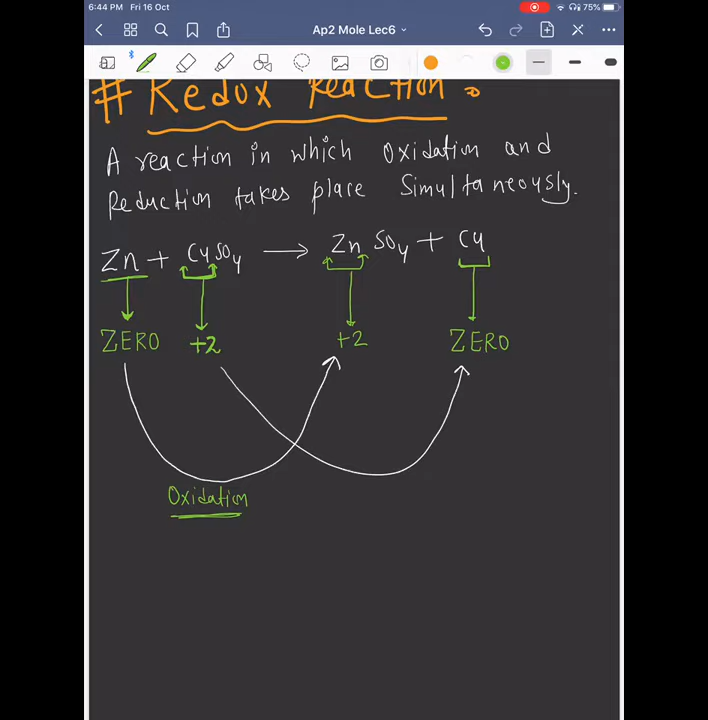 6:44 PM Fri 16 Oct 75%
Ap2 Mole Lec6
# Redox Reaction :
A reaction in which Oxidation and
Reduction takes place Simultaneously.
Zn + CuSO4 → ZnSO4 + Cu
ZERO +2 +2 ZERO
Oxidation